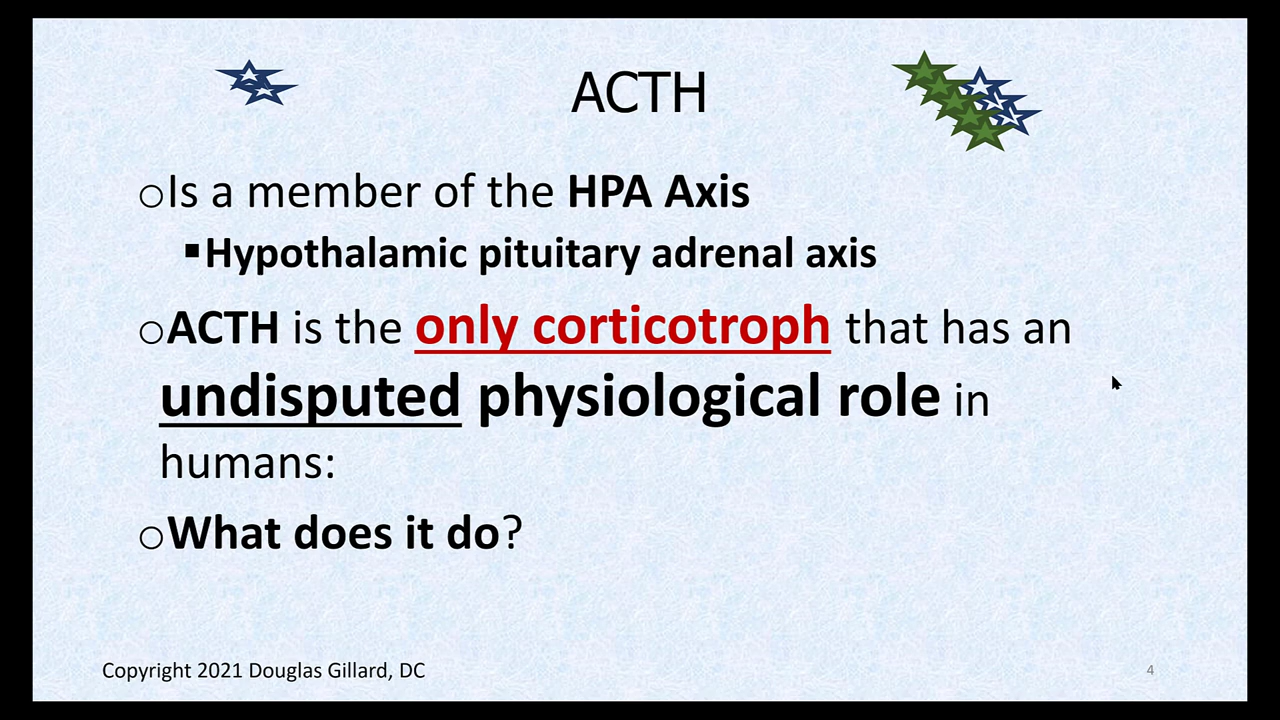 ACTH
○Is a member of the HPA Axis
▪Hypothalamic pituitary adrenal axis
○ACTH is the only corticotroph that has an
undisputed physiological role in
humans:
○What does it do?
Copyright 2021 Douglas Gillard, DC
4